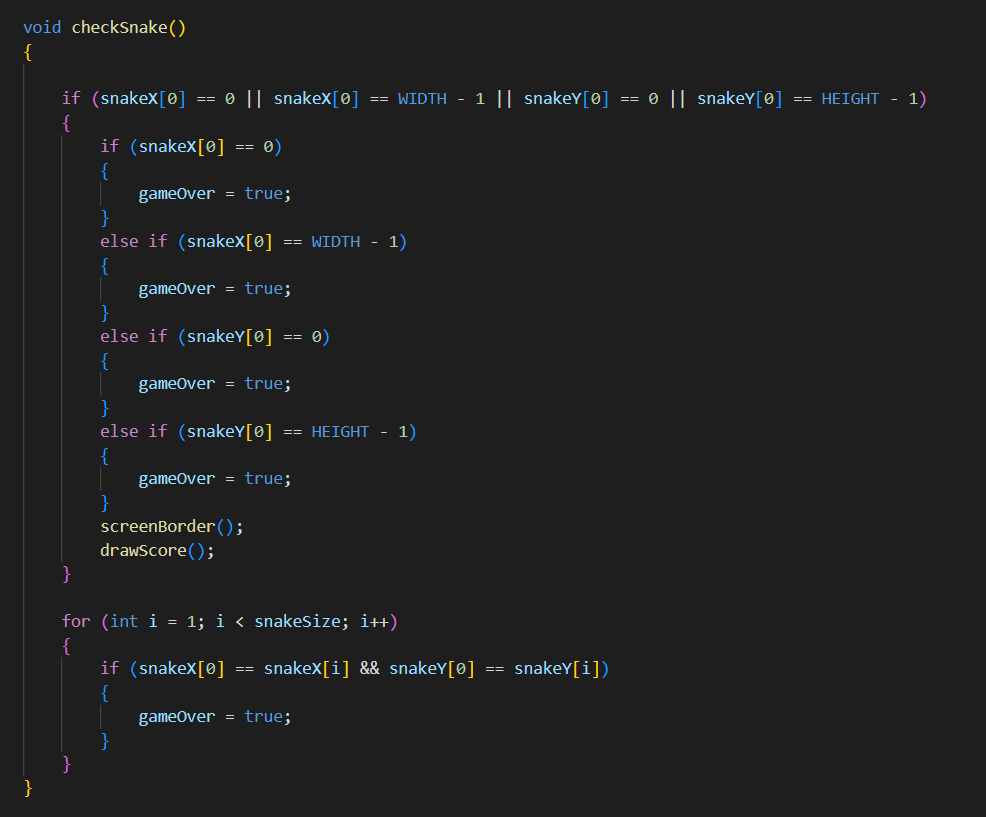 void checkSnake()
{
if (snakeX[0] == 0 || snakeX[0] == WIDTH - 1 || snakeY[0] == 0 || snakeY[0] == HEIGHT - 1)
{
if (snakeX[0] == 0)
{
gameOver = true;
}
else if (snakeX[0] == WIDTH - 1)
{
gameOver = true;
}
else if (snakeY[0] == 0)
{
gameOver = true;
}
else if (snakeY[0] == HEIGHT - 1)
{
gameOver = true;
}
screenBorder();
drawScore();
}
for (int i = 1; i < snakeSize; i++)
{
if (snakeX[0] == snakeX[i] && snakeY[0] == snakeY[i])
{
gameOver = true;
}
}
}